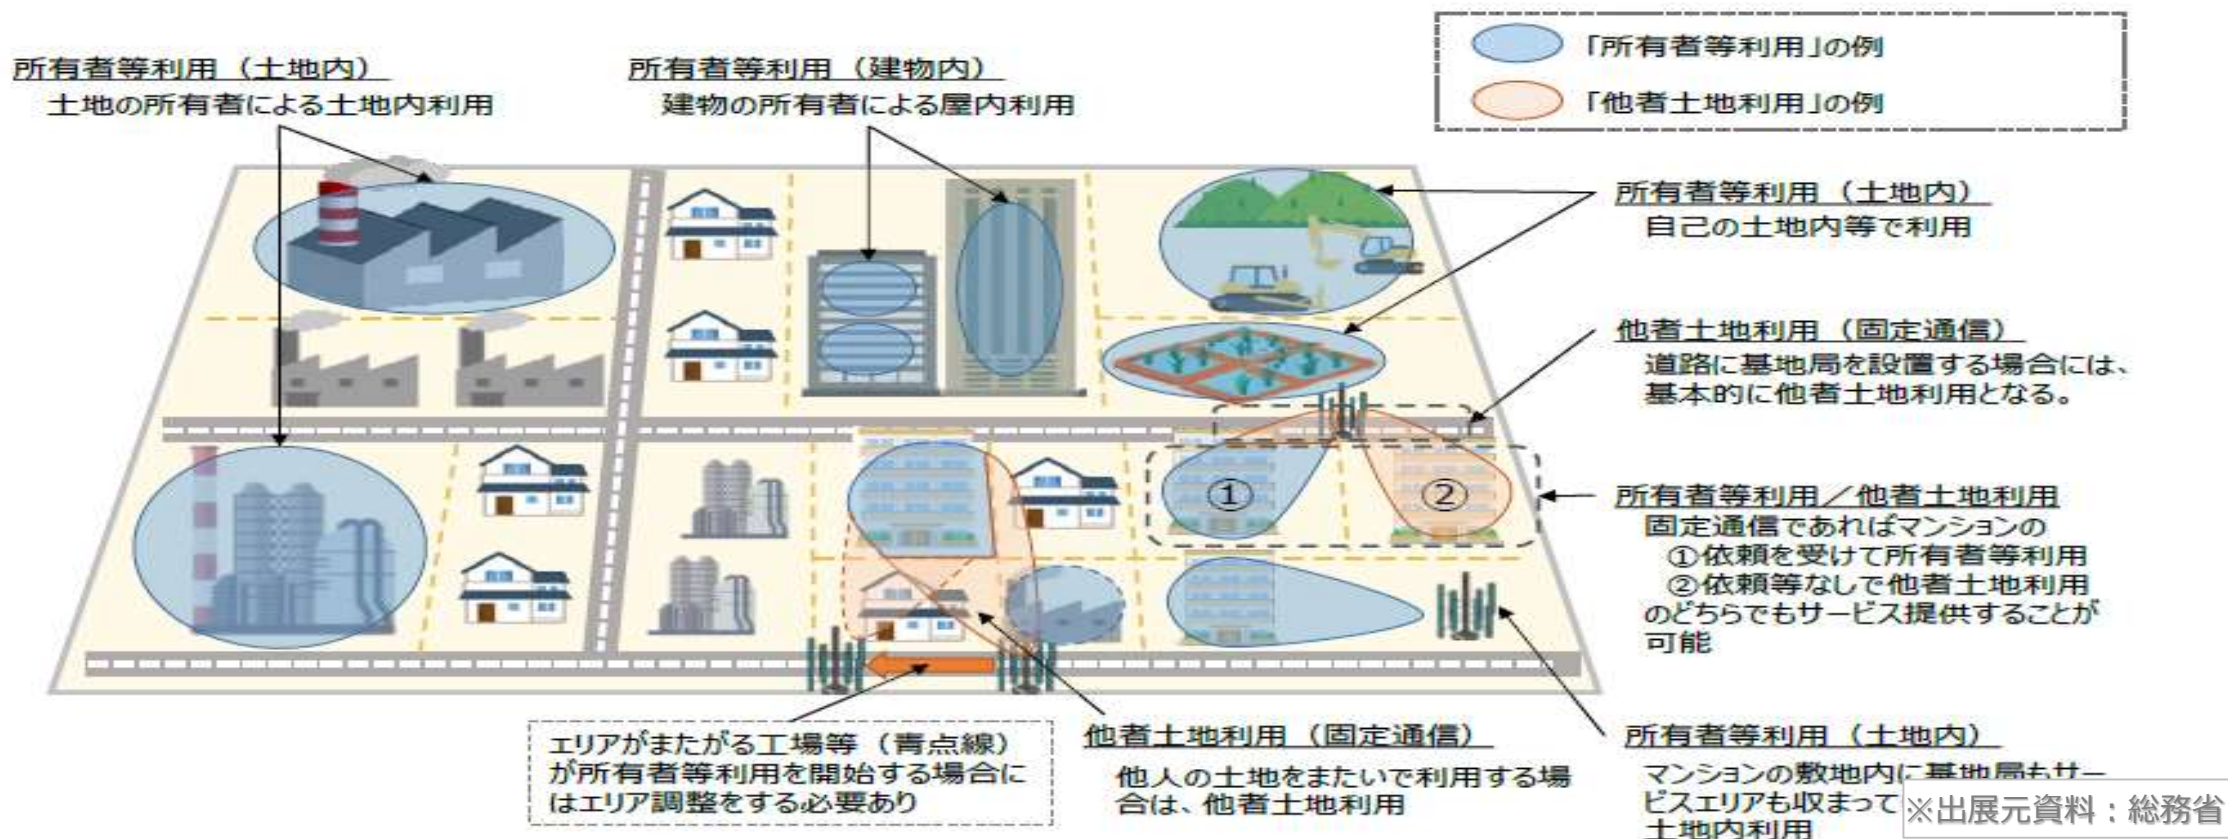 「所有者等利用」の例
「他者土地利用」の例
所有者等利用（土地内）
土地の所有者による土地内利用
所有者等利用（建物内）
建物の所有者による屋内利用
所有者等利用（土地内）
自己の土地内等で利用
他者土地利用（固定通信）
道路に基地局を設置する場合には、
基本的に他者土地利用となる。
①
②
所有者等利用／他者土地利用
固定通信であればマンションの
①依頼を受けて所有者等利用
②依頼等なしで他者土地利用
のどちらでもサービス提供することが
可能
エリアがまたがる工場等（青点線）
が所有者等利用を開始する場合に
はエリア調整をする必要あり
他者土地利用（固定通信）
他人の土地をまたいで利用する場
合は、他者土地利用
所有者等利用（土地内）
マンションの敷地内に基地局もサー
ビスエリアも収まって
土地内利用
※出展元資料：総務省